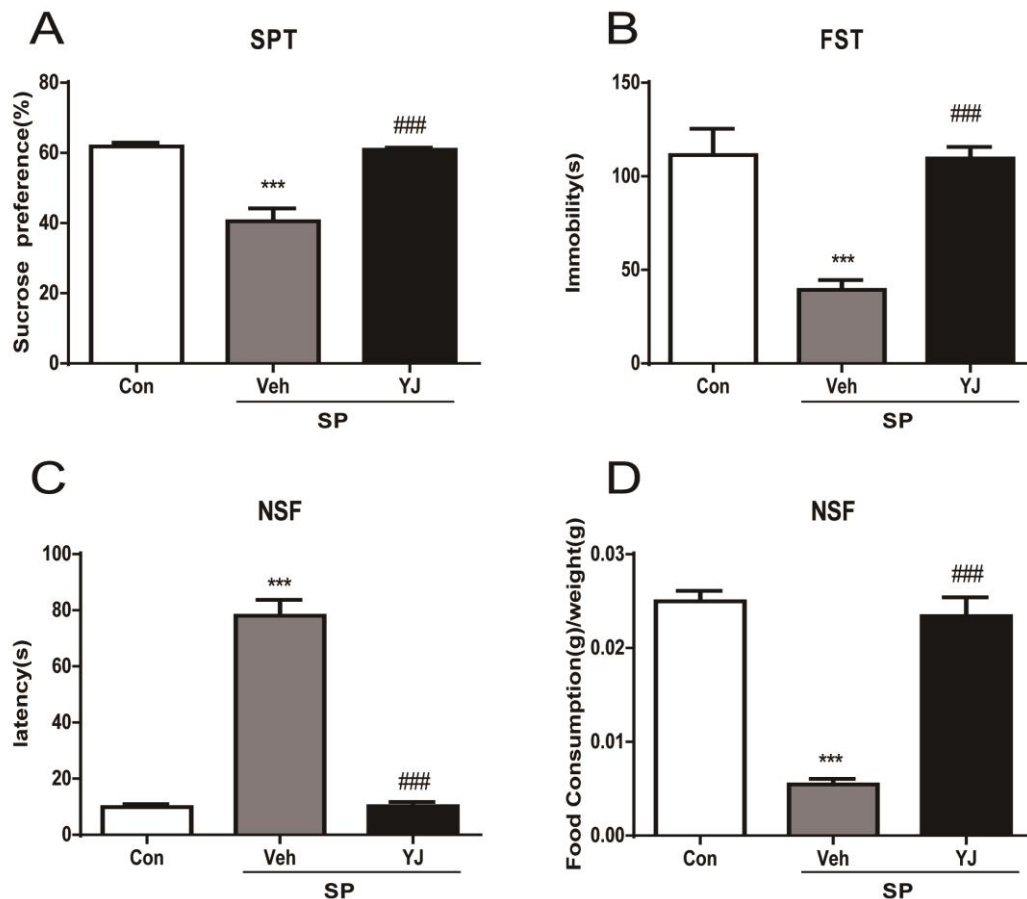 A
SPT
Sucrose preference(%)
80
60
40
20
0
***
###
Con
Veh
YJ
SP
B
FST
Immobility(s)
150
100
50
0
***
###
Con
Veh
YJ
SP
C
NSF
latency(s)
100
80
60
40
20
0
***
###
Con
Veh
YJ
SP
D
NSF
Food Consumption(g)/weight(g)
0.03
0.02
0.01
0.00
***
###
Con
Veh
YJ
SP